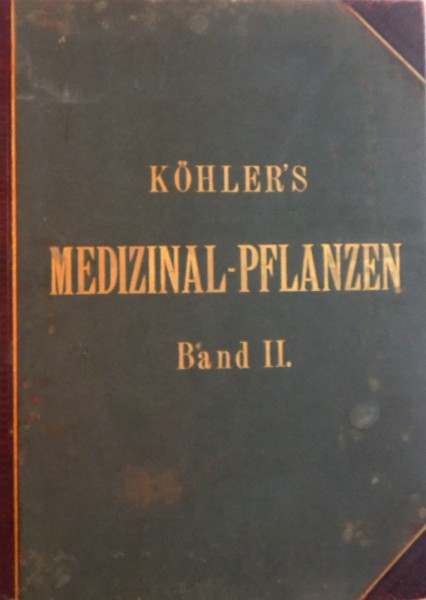 KÖHLER'S
MEDIZINAL-PFLANZEN
Band II.